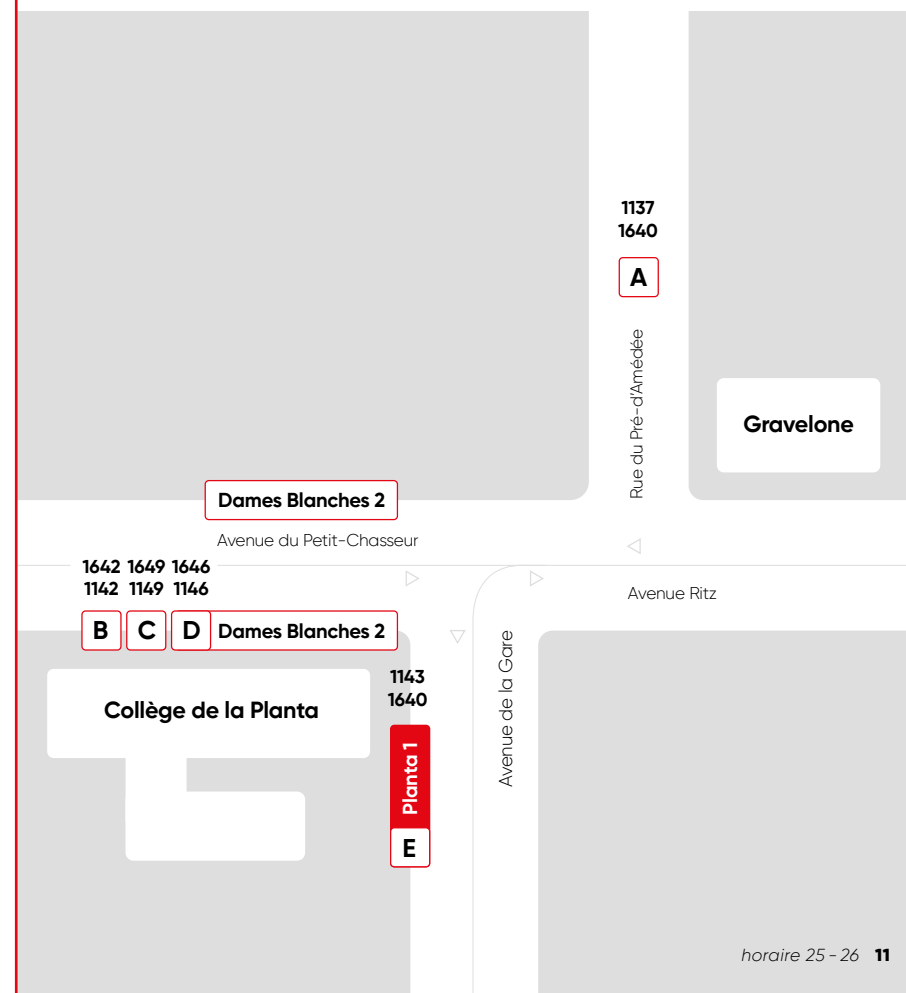 1137
1640
A
Rue du Pré-d'Amédée
Gravelone
Dames Blanches 2
Avenue du Petit-Chasseur
1642 1649 1646
1142 1149 1146
Avenue Ritz
B C D Dames Blanches 2
1143
1640
Collège de la Planta
Avenue de la Gare
Planta 1
E
horaire 25 - 26 11